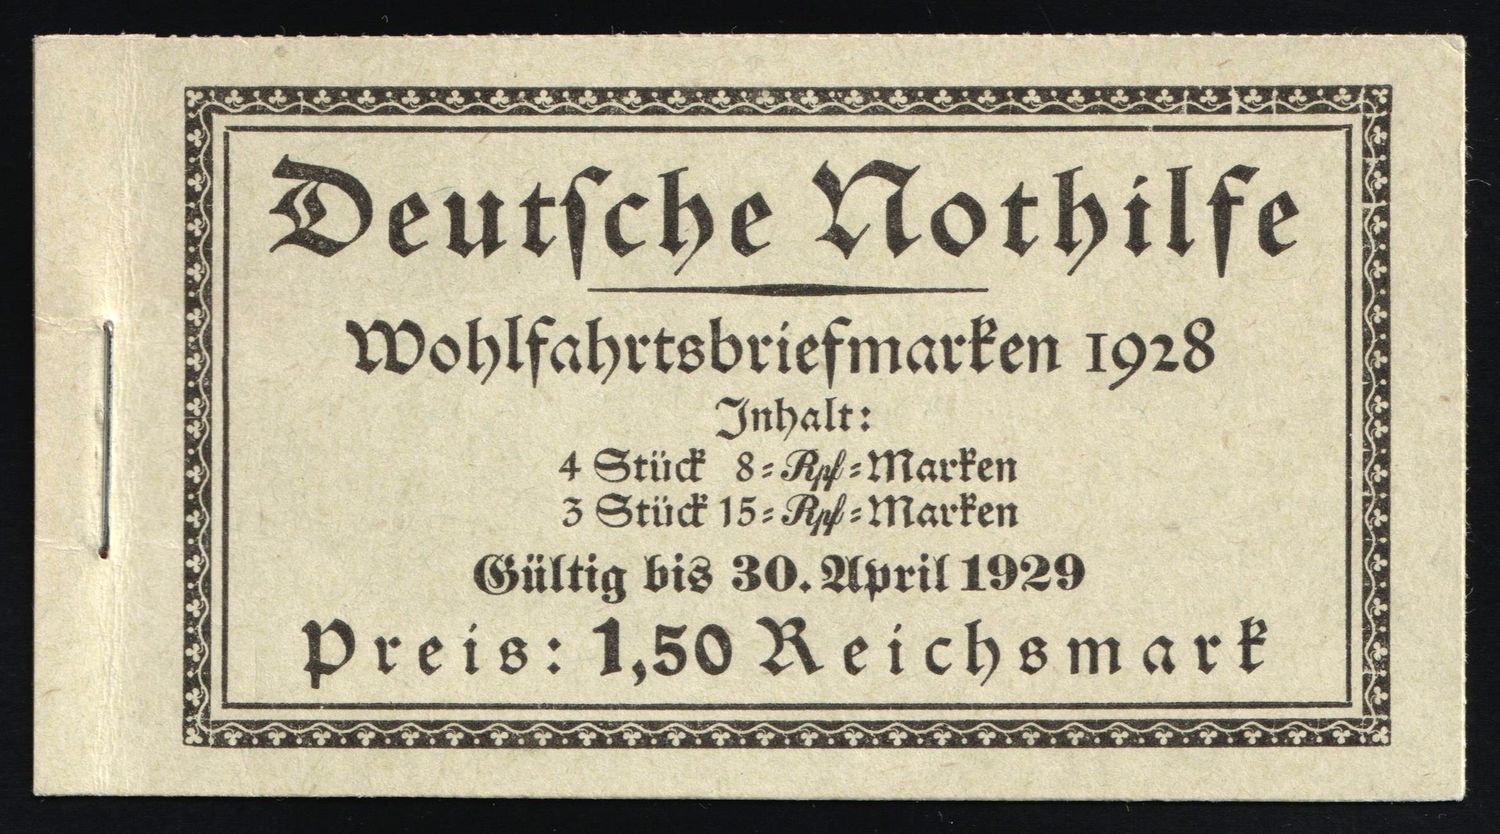 Deutsche Nothilfe
Wohlfahrtsbriefmarken 1928
Inhalt:
4 Stück 8=Rpf=Marken
3 Stück 15=Rpf=Marken
Gültig bis 30. April 1929
Preis: 1,50 Reichsmark